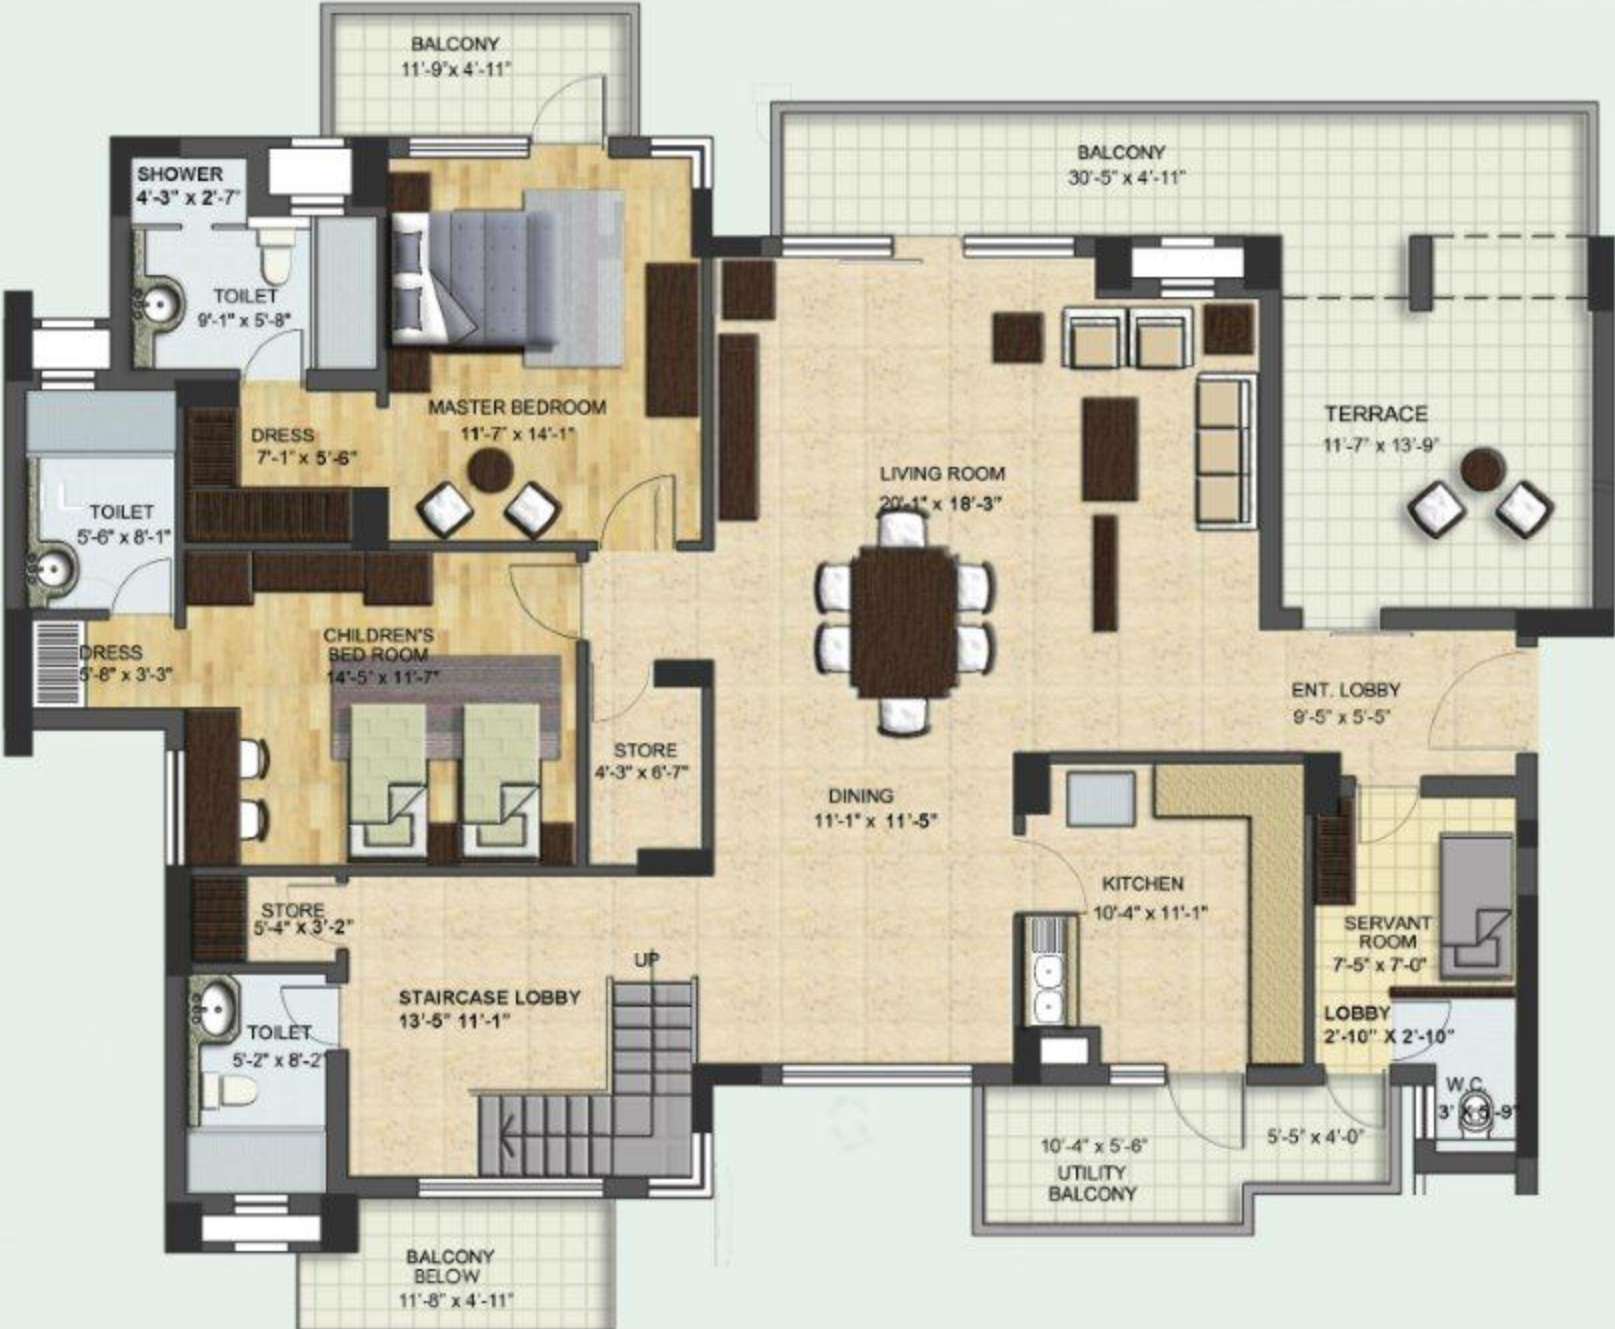 BALCONY
11'-9"x 4'-11"
BALCONY
30'-5" x 4'-11"
SHOWER
4'-3" x 2'-7"
TOILET
9'-1" x 5'-8"
MASTER BEDROOM
11'-7" x 14'-1"
DRESS
7'-1" x 5'-6"
TERRACE
11'-7" x 13'-9"
LIVING ROOM
20'-1" x 18'-3"
TOILET
5'-6" x 8'-1"
CHILDREN'S
BED ROOM
14'-5" x 11'-7"
DRESS
5'-8" x 3'-3"
ENT. LOBBY
9'-5" x 5'-5"
STORE
4'-3" x 6'-7"
DINING
11'-1" x 11'-5"
KITCHEN
10'-4" x 11'-1"
STORE
5'-4" x 3'-2"
SERVANT
ROOM
7'-5" x 7'-0"
UP
STAIRCASE LOBBY
13'-5" 11'-1"
LOBBY
2'-10" X 2'-10"
TOILET
5'-2" x 8'-2"
W.C.
3' X 5'-9"
10'-4" x 5'-6"
UTILITY
BALCONY
5'-5" x 4'-0"
BALCONY
BELOW
11'-8" x 4'-11"